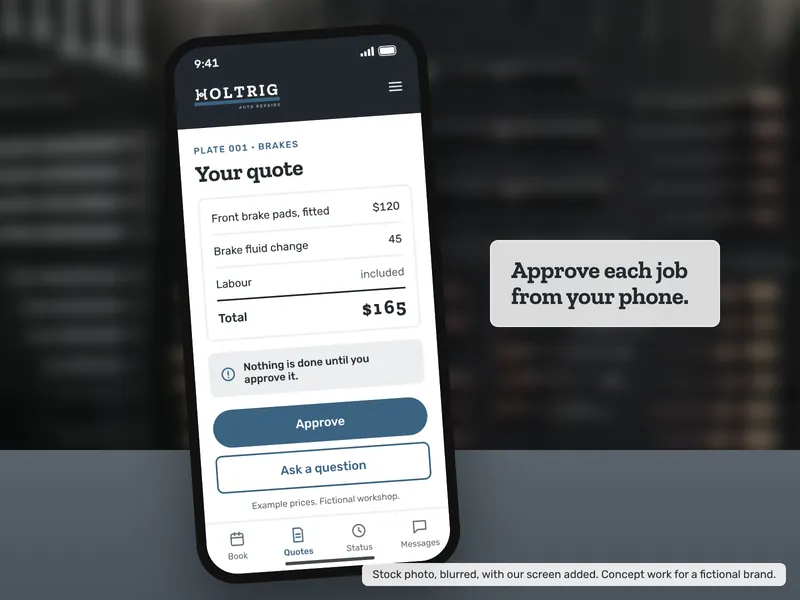 9:41
HOLTRIG
AUTO REPAIRS
PLATE 001 • BRAKES
Your quote
Front brake pads, fitted $120
Brake fluid change 45
Labour included
Total $165
Nothing is done until you
approve it.
Approve
Ask a question
Example prices. Fictional workshop.
Book Quotes Status Messages
Approve each job
from your phone.
Stock photo, blurred, with our screen added. Concept work for a fictional brand.